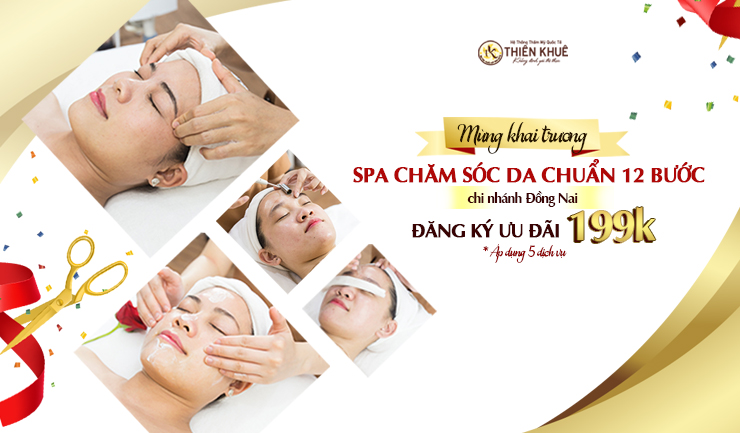 Hệ Thống Thẩm Mỹ Quốc Tế
THIÊN KHUÊ
Mừng khai trương
SPA CHĂM SÓC DA CHUẨN 12 BƯỚC
chi nhánh Đồng Nai
ĐĂNG KÝ ƯU ĐÃI 199k
* Áp dụng 5 dịch vụ